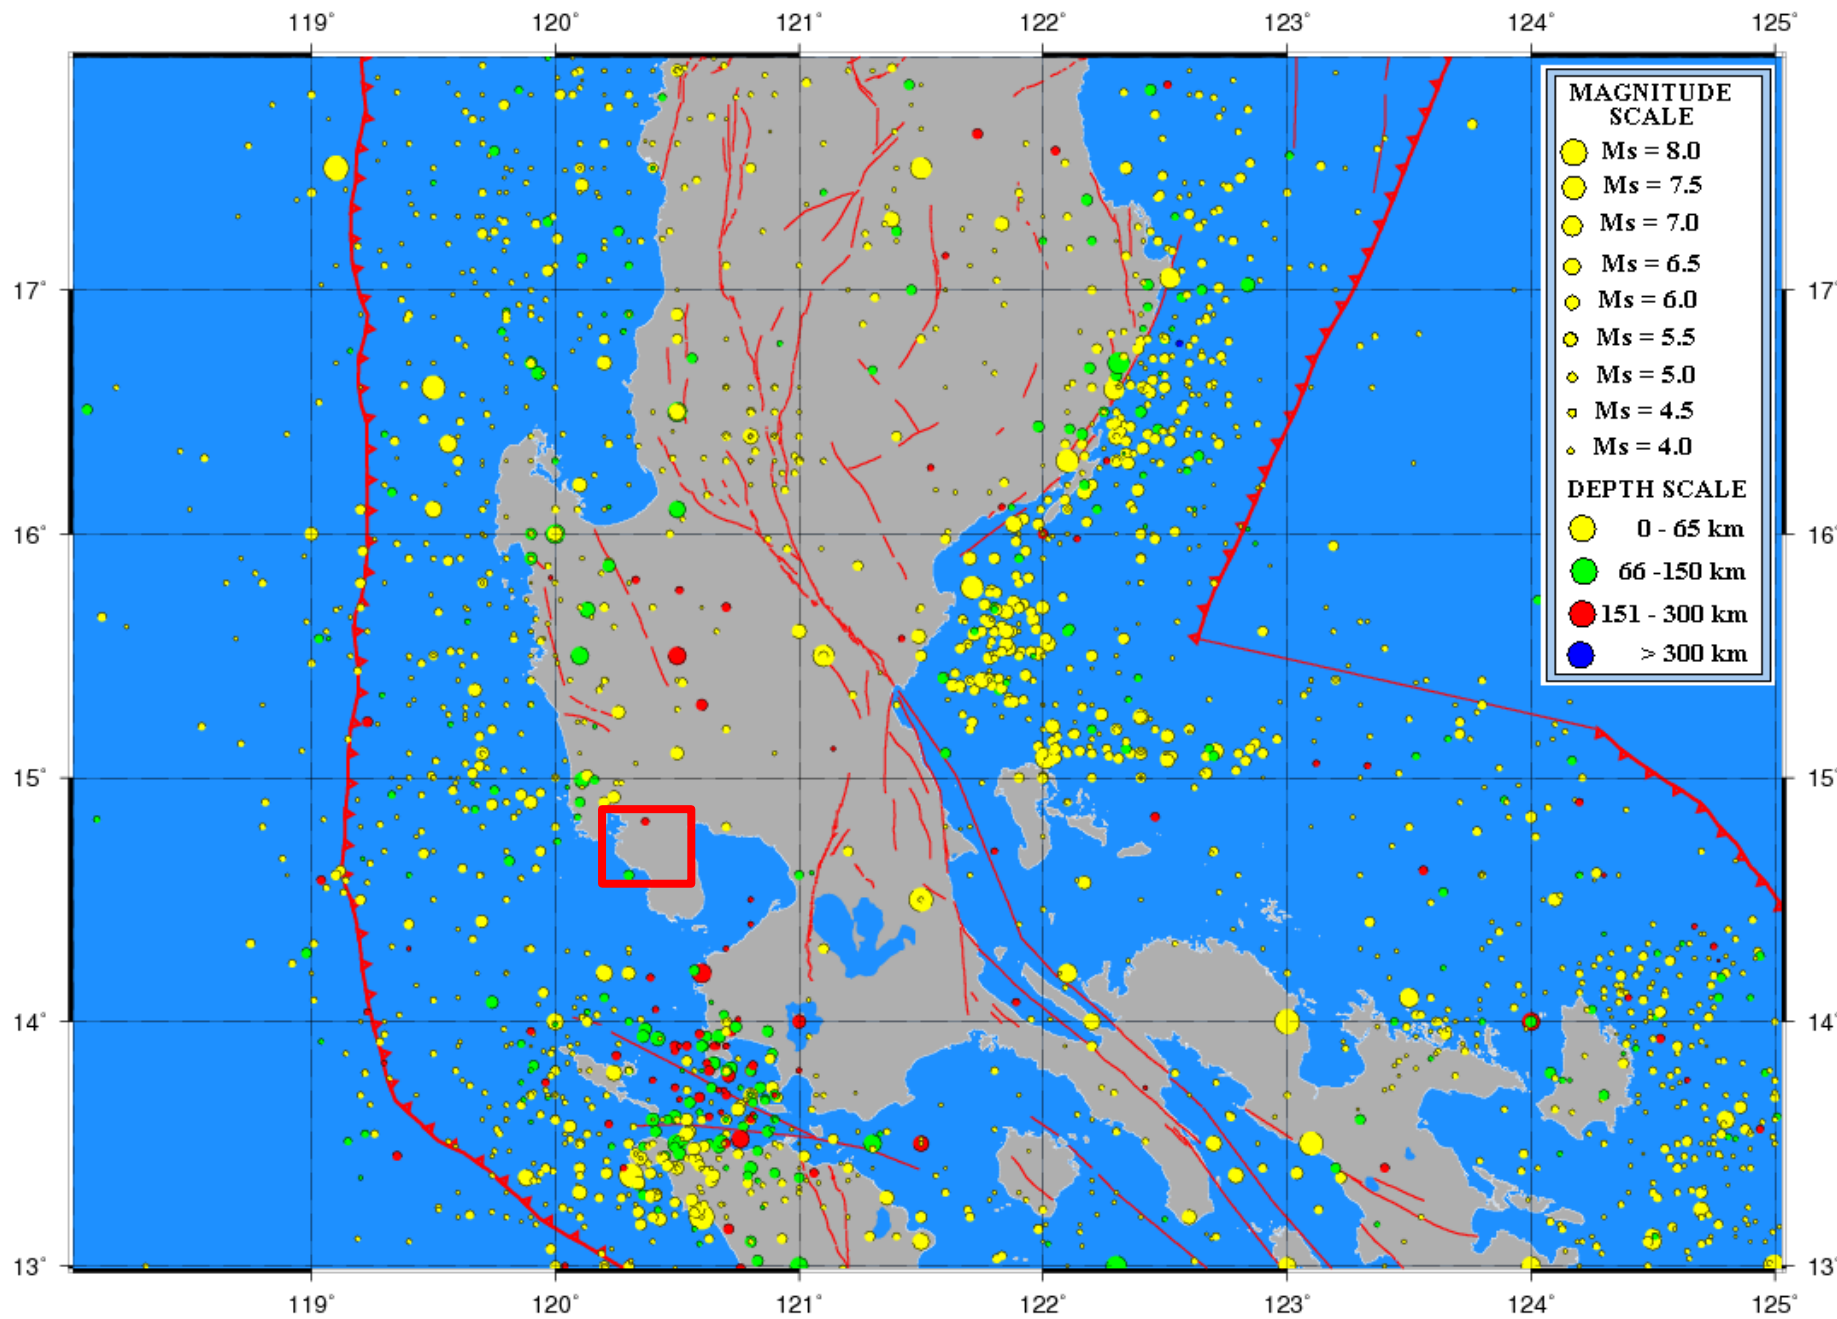 119° 120° 121° 122° 123° 124° 125°
MAGNITUDE
SCALE
Ms = 8.0
Ms = 7.5
Ms = 7.0
Ms = 6.5
Ms = 6.0
Ms = 5.5
Ms = 5.0
Ms = 4.5
Ms = 4.0
DEPTH SCALE
0 - 65 km
66 -150 km
151 - 300 km
> 300 km
17° 17°
16° 16°
15° 15°
14° 14°
13° 13°
119° 120° 121° 122° 123° 124° 125°